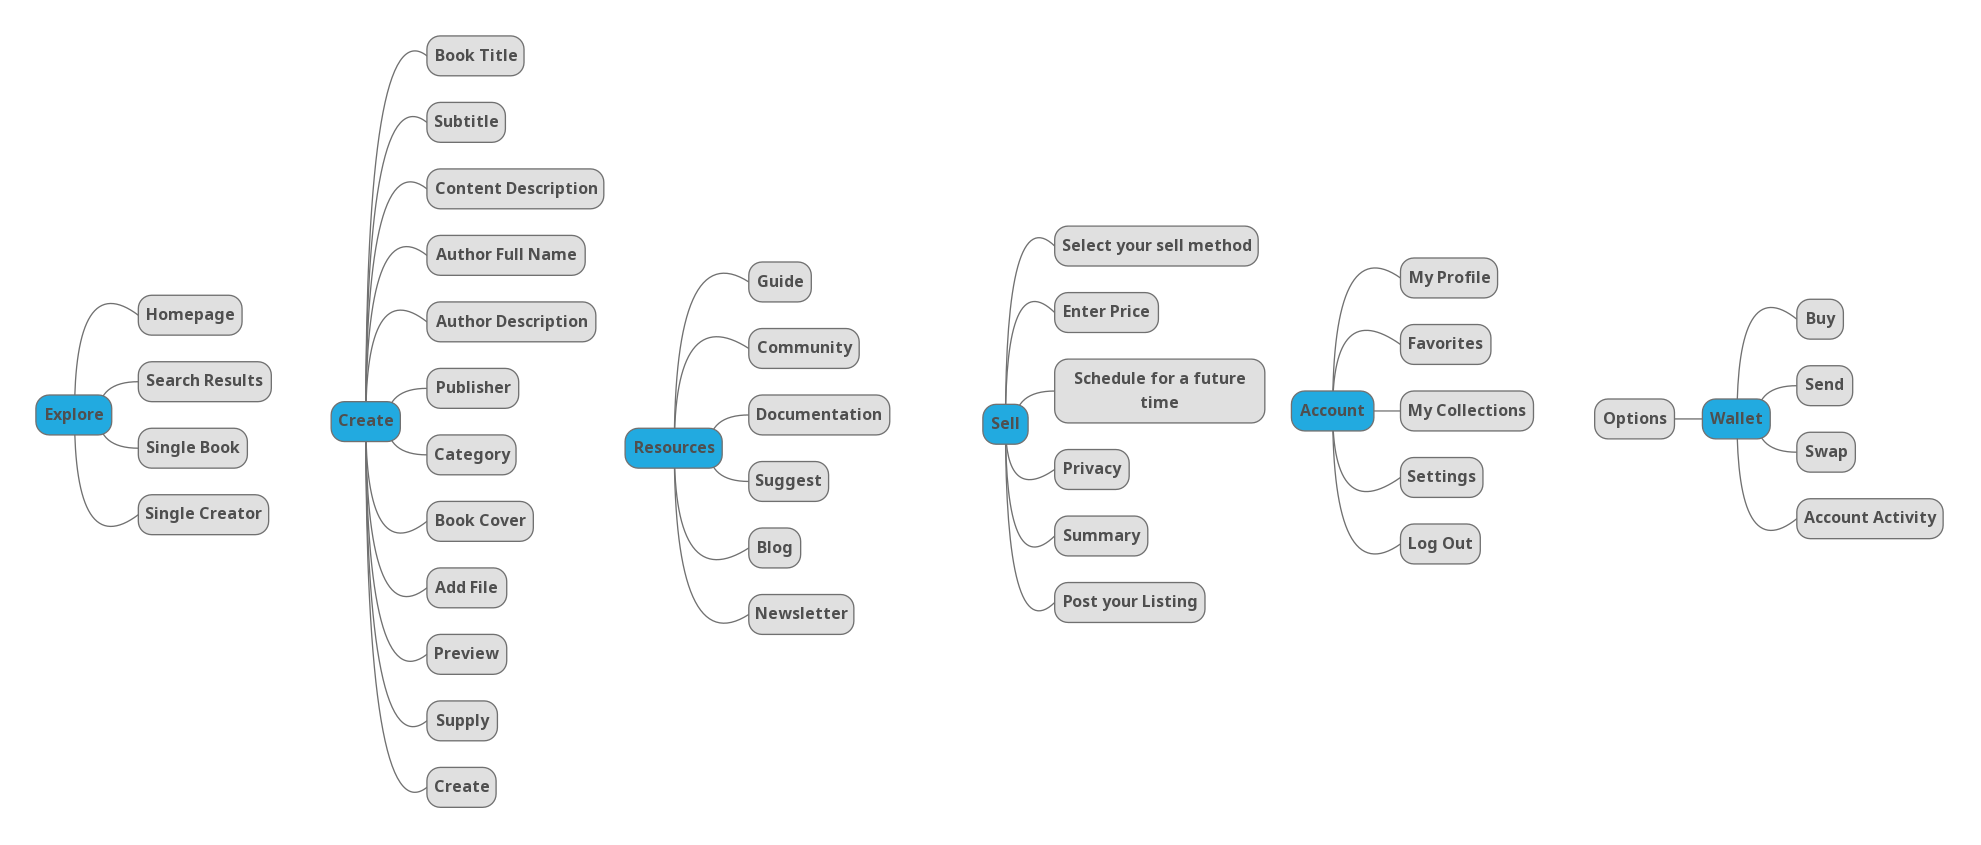 Explore
Homepage
Search Results
Single Book
Single Creator
Create
Book Title
Subtitle
Content Description
Author Full Name
Author Description
Publisher
Category
Book Cover
Add File
Preview
Supply
Create
Resources
Guide
Community
Documentation
Suggest
Blog
Newsletter
Sell
Select your sell method
Enter Price
Schedule for a future
time
Privacy
Summary
Post your Listing
Account
My Profile
Favorites
My Collections
Settings
Log Out
Options
Wallet
Buy
Send
Swap
Account Activity